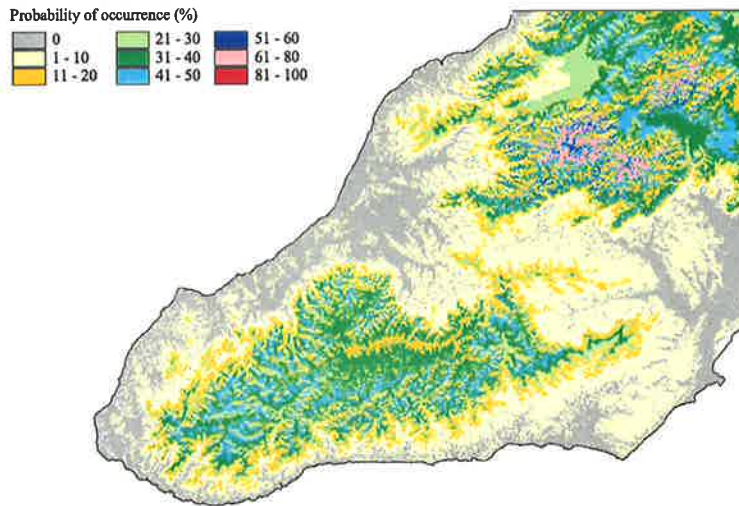 Probability of occurrence (%)
0 21 - 30 51 - 60
1 - 10 31 - 40 61 - 80
11 - 20 41 - 50 81 - 100